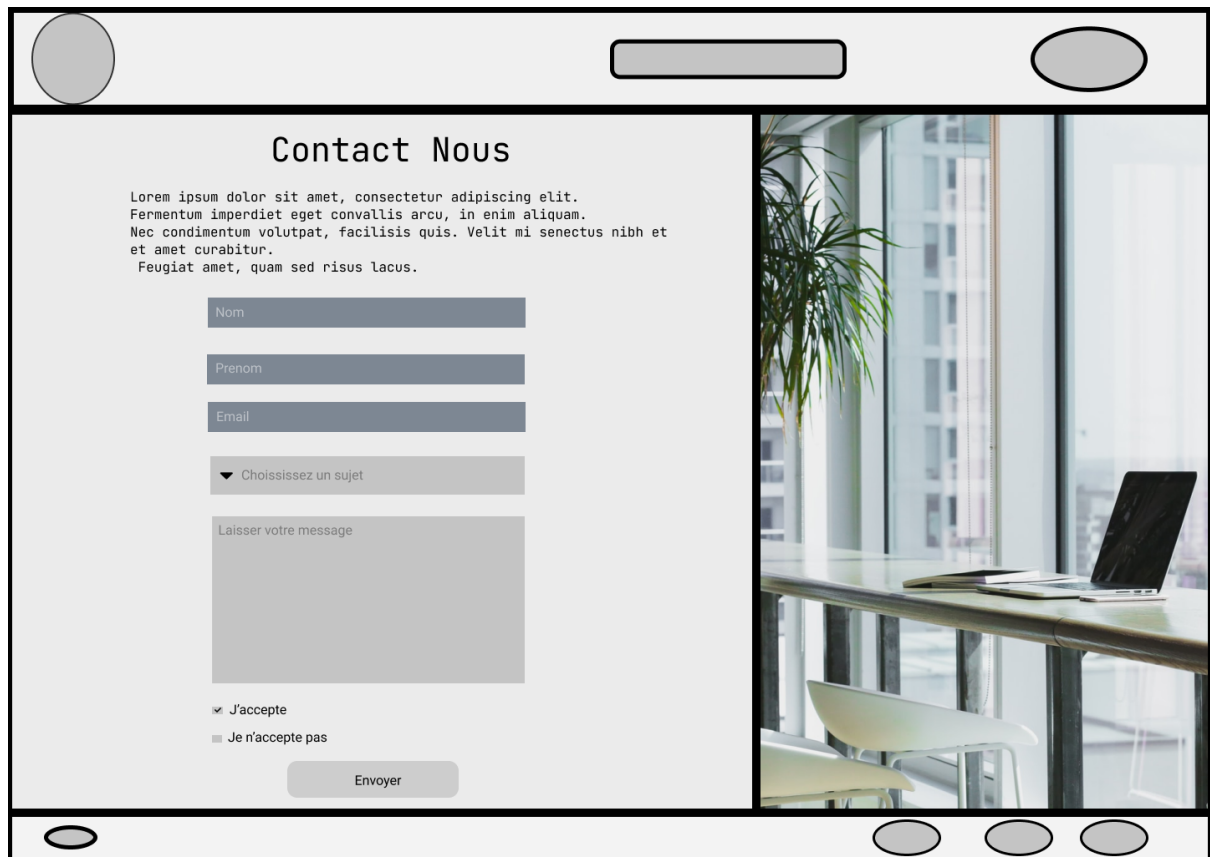 Contact Nous
Lorem ipsum dolor sit amet, consectetur adipiscing elit.
Fermentum imperdiet eget convallis arcu, in enim aliquam.
Nec condimentum volutpat, facilisis quis. Velit mi senectus nibh et
et amet curabitur.
Feugiat amet, quam sed risus lacus.
Nom
Prenom
Email
Choississez un sujet
Laisser votre message
J’accepte
Je n’accepte pas
Envoyer